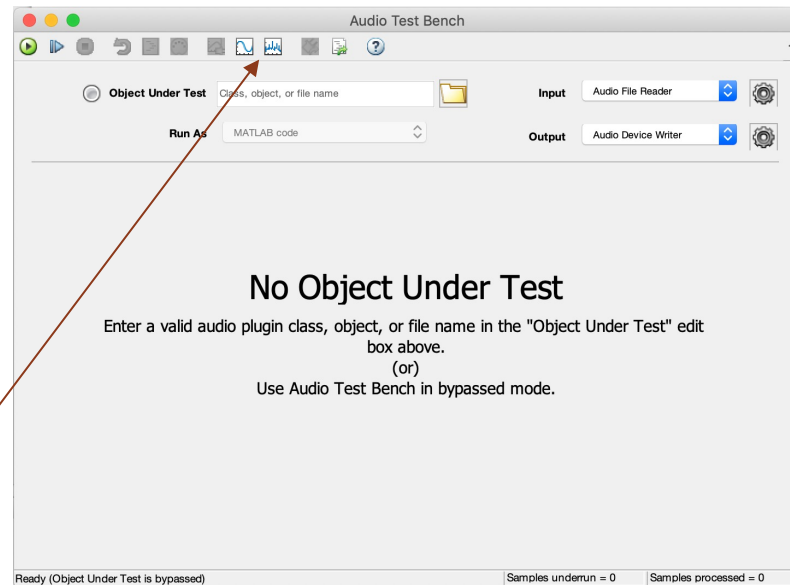 Audio Test Bench
Object Under Test Class, object, or file name Input Audio File Reader
Run As MATLAB code Output Audio Device Writer
No Object Under Test
Enter a valid audio plugin class, object, or file name in the "Object Under Test" edit
box above.
(or)
Use Audio Test Bench in bypassed mode.
Ready (Object Under Test is bypassed) Samples underrun = 0 Samples processed = 0